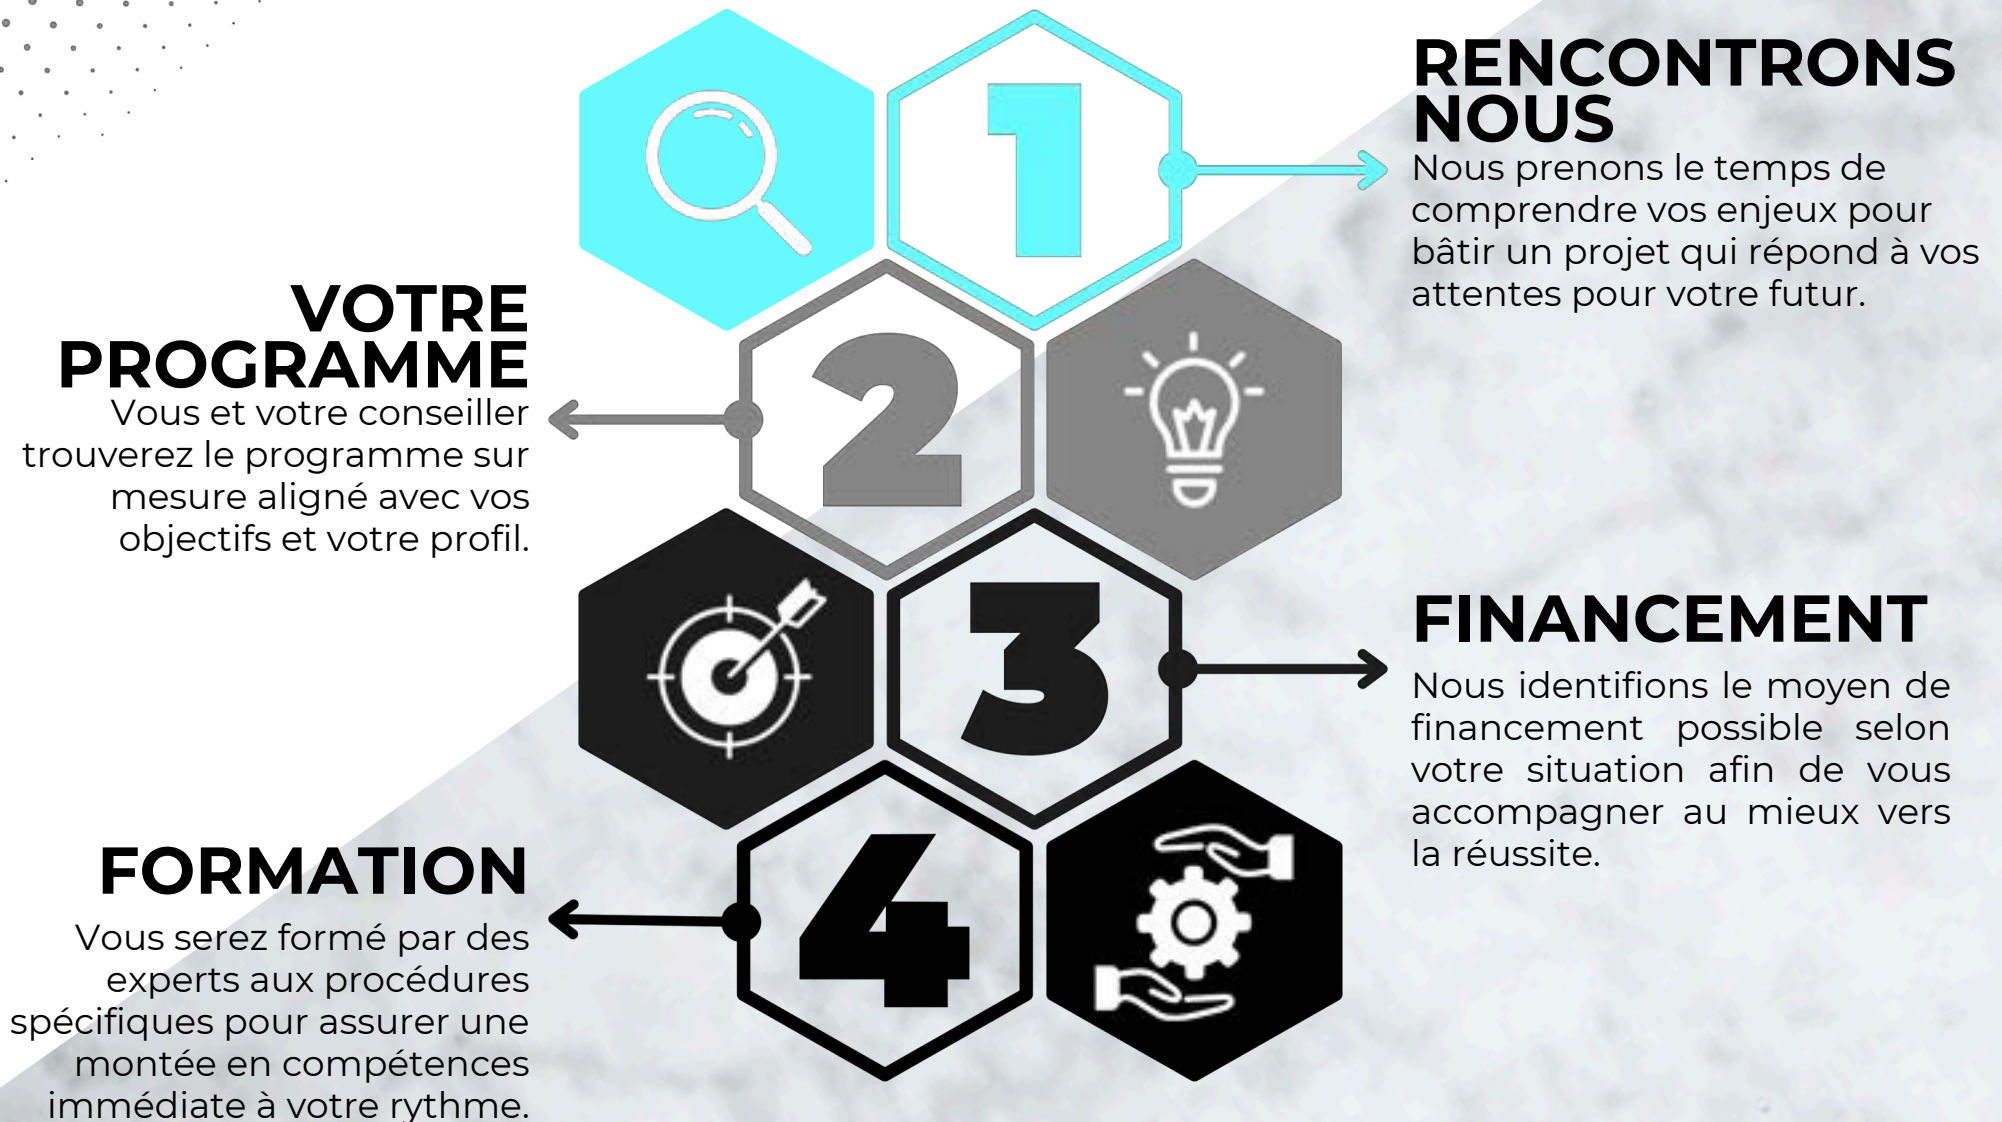 1
RENCONTRONS
NOUS
Nous prenons le temps de
comprendre vos enjeux pour
bâtir un projet qui répond à vos
attentes pour votre futur.
2
VOTRE
PROGRAMME
Vous et votre conseiller
trouverez le programme sur
mesure aligné avec vos
objectifs et votre profil.
3
FINANCEMENT
Nous identifions le moyen de
financement possible selon
votre situation afin de vous
accompagner au mieux vers
la réussite.
4
FORMATION
Vous serez formé par des
experts aux procédures
spécifiques pour assurer une
montée en compétences
immédiate à votre rythme.